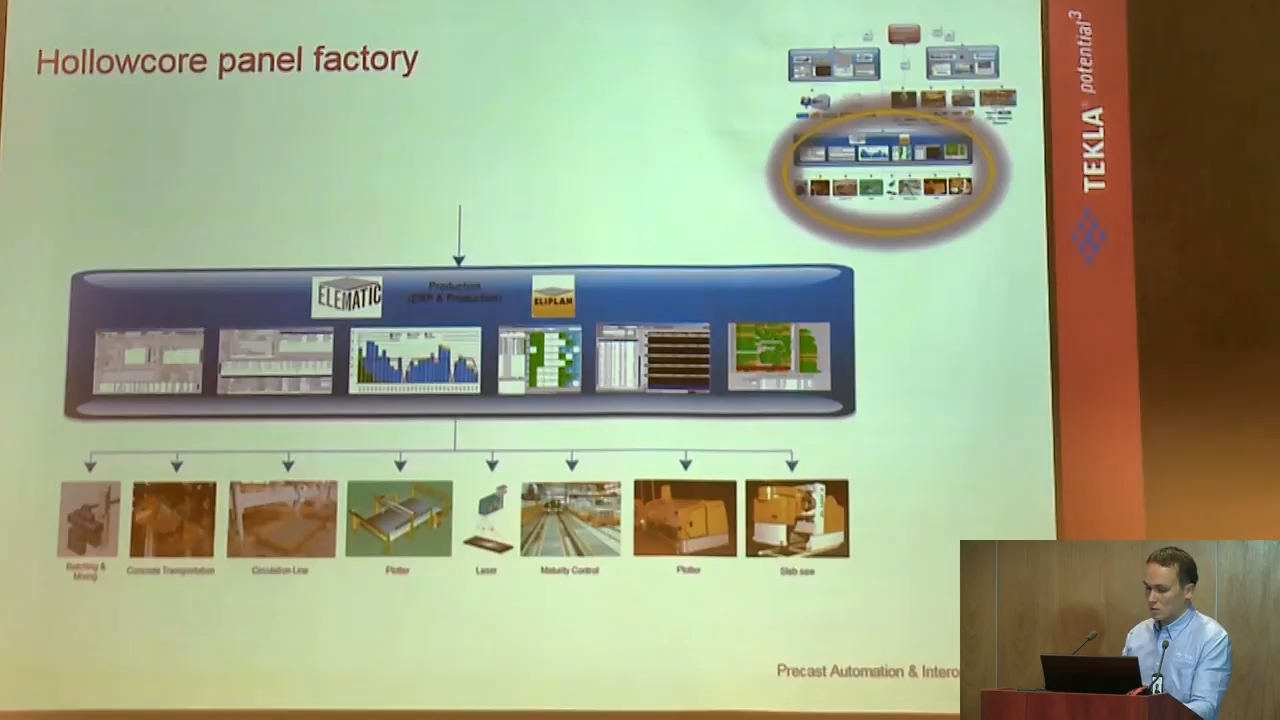 Hollowcore panel factory
TEKLA® potential³
ELEMATIC
Production
(ERP & Production)
ELIPLAN
Batching &
Mixing
Concrete Transportation
Circulation Line
Plotter
Laser
Maturity Control
Plotter
Slab saw
Precast Automation & Intero